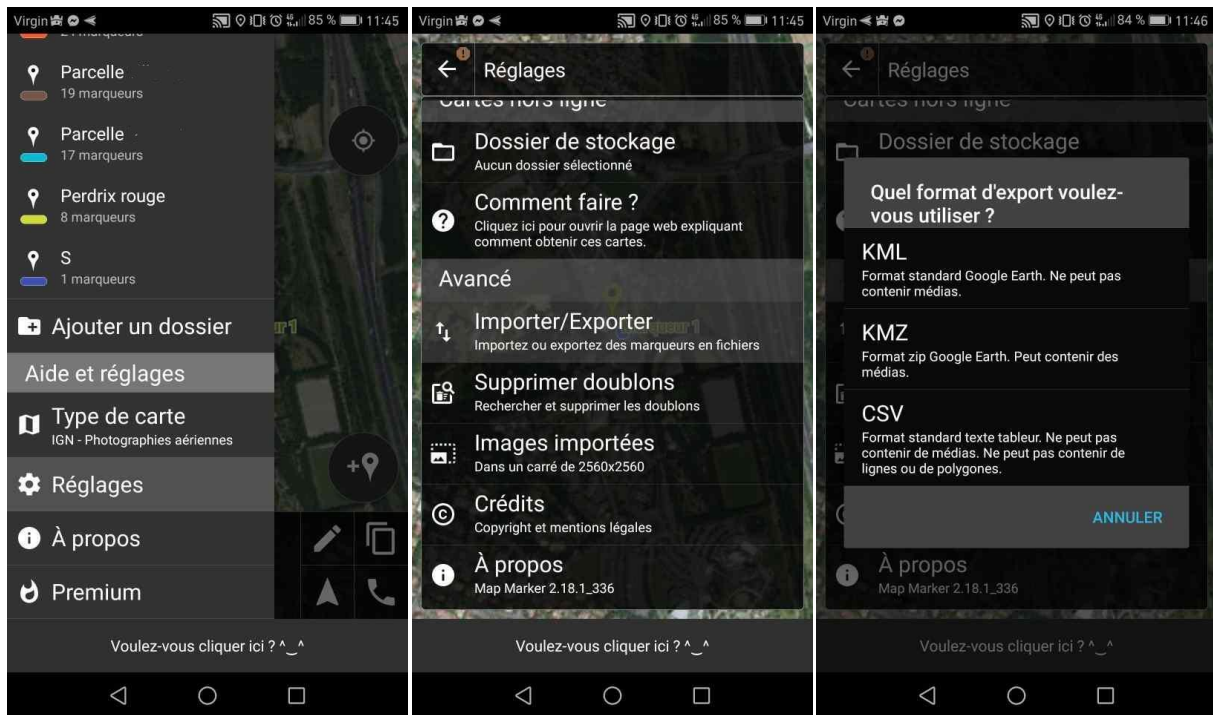 Virgin 85 % 11:45
Parcelle
19 marqueurs
Parcelle
17 marqueurs
Perdrix rouge
8 marqueurs
S
1 marqueurs
Ajouter un dossier
Aide et réglages
Type de carte
IGN - Photographies aériennes
Réglages
À propos
Premium
Voulez-vous cliquer ici ? ^_^
Virgin 85 % 11:45
Réglages
Cartes hors ligne
Dossier de stockage
Aucun dossier sélectionné
Comment faire ?
Cliquez ici pour ouvrir la page web expliquant
comment obtenir ces cartes.
Avancé
Importer/Exporter
Importez ou exportez des marqueurs en fichiers
Supprimer doublons
Rechercher et supprimer les doublons
Images importées
Dans un carré de 2560x2560
Crédits
Copyright et mentions légales
À propos
Map Marker 2.18.1_336
Voulez-vous cliquer ici ? ^_^
Virgin 84 % 11:46
Réglages
Cartes hors ligne
Dossier de stockage
Quel format d'export voulez-
vous utiliser ?
KML
Format standard Google Earth. Ne peut pas
contenir médias.
KMZ
Format zip Google Earth. Peut contenir des
médias.
CSV
Format standard texte tableur. Ne peut pas
contenir de médias. Ne peut pas contenir de
lignes ou de polygones.
ANNULER
À propos
Map Marker 2.18.1_336
Voulez-vous cliquer ici ? ^_^